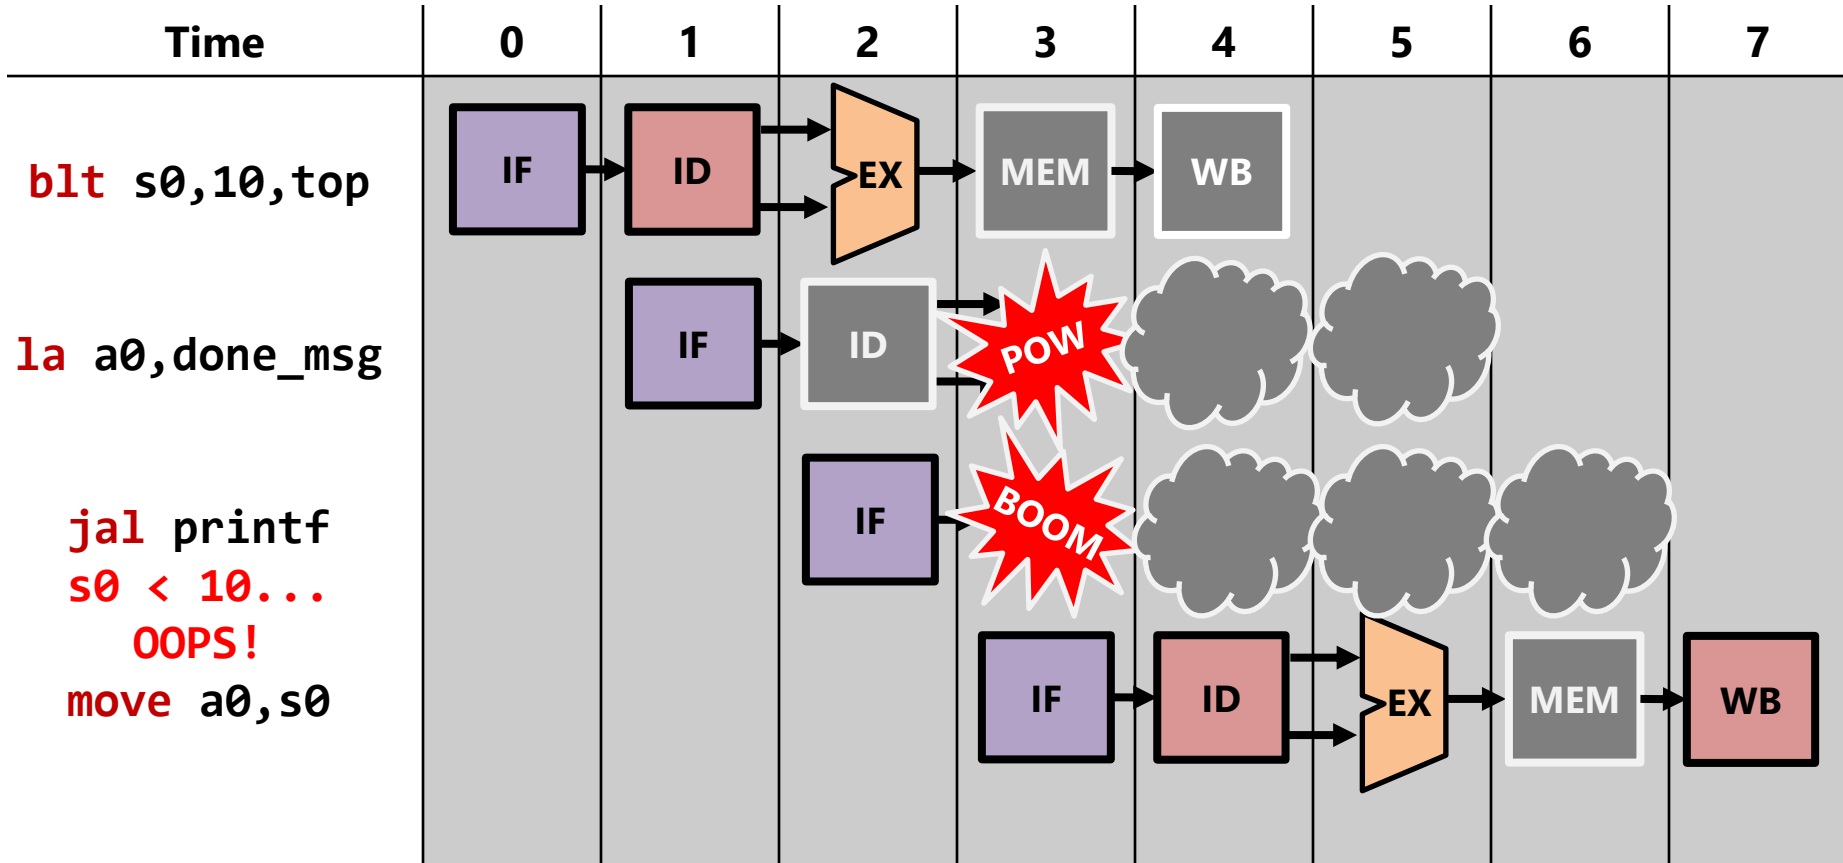 Time 0 1 2 3 4 5 6 7
blt s0,10,top IF ID EX MEM WB
la a0,done_msg IF ID POW
jal printf IF BOOM
s0 < 10...
OOPS!
move a0,s0 IF ID EX MEM WB